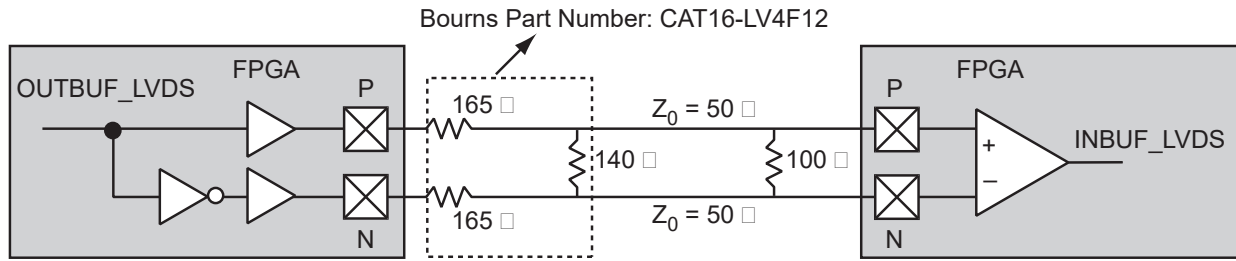 Bourns Part Number: CAT16-LV4F12
FPGA
OUTBUF_LVDS
P
165 □
Z0 = 50 □
FPGA
P
+
–
INBUF_LVDS
140 □
100 □
N
165 □
Z0 = 50 □
N